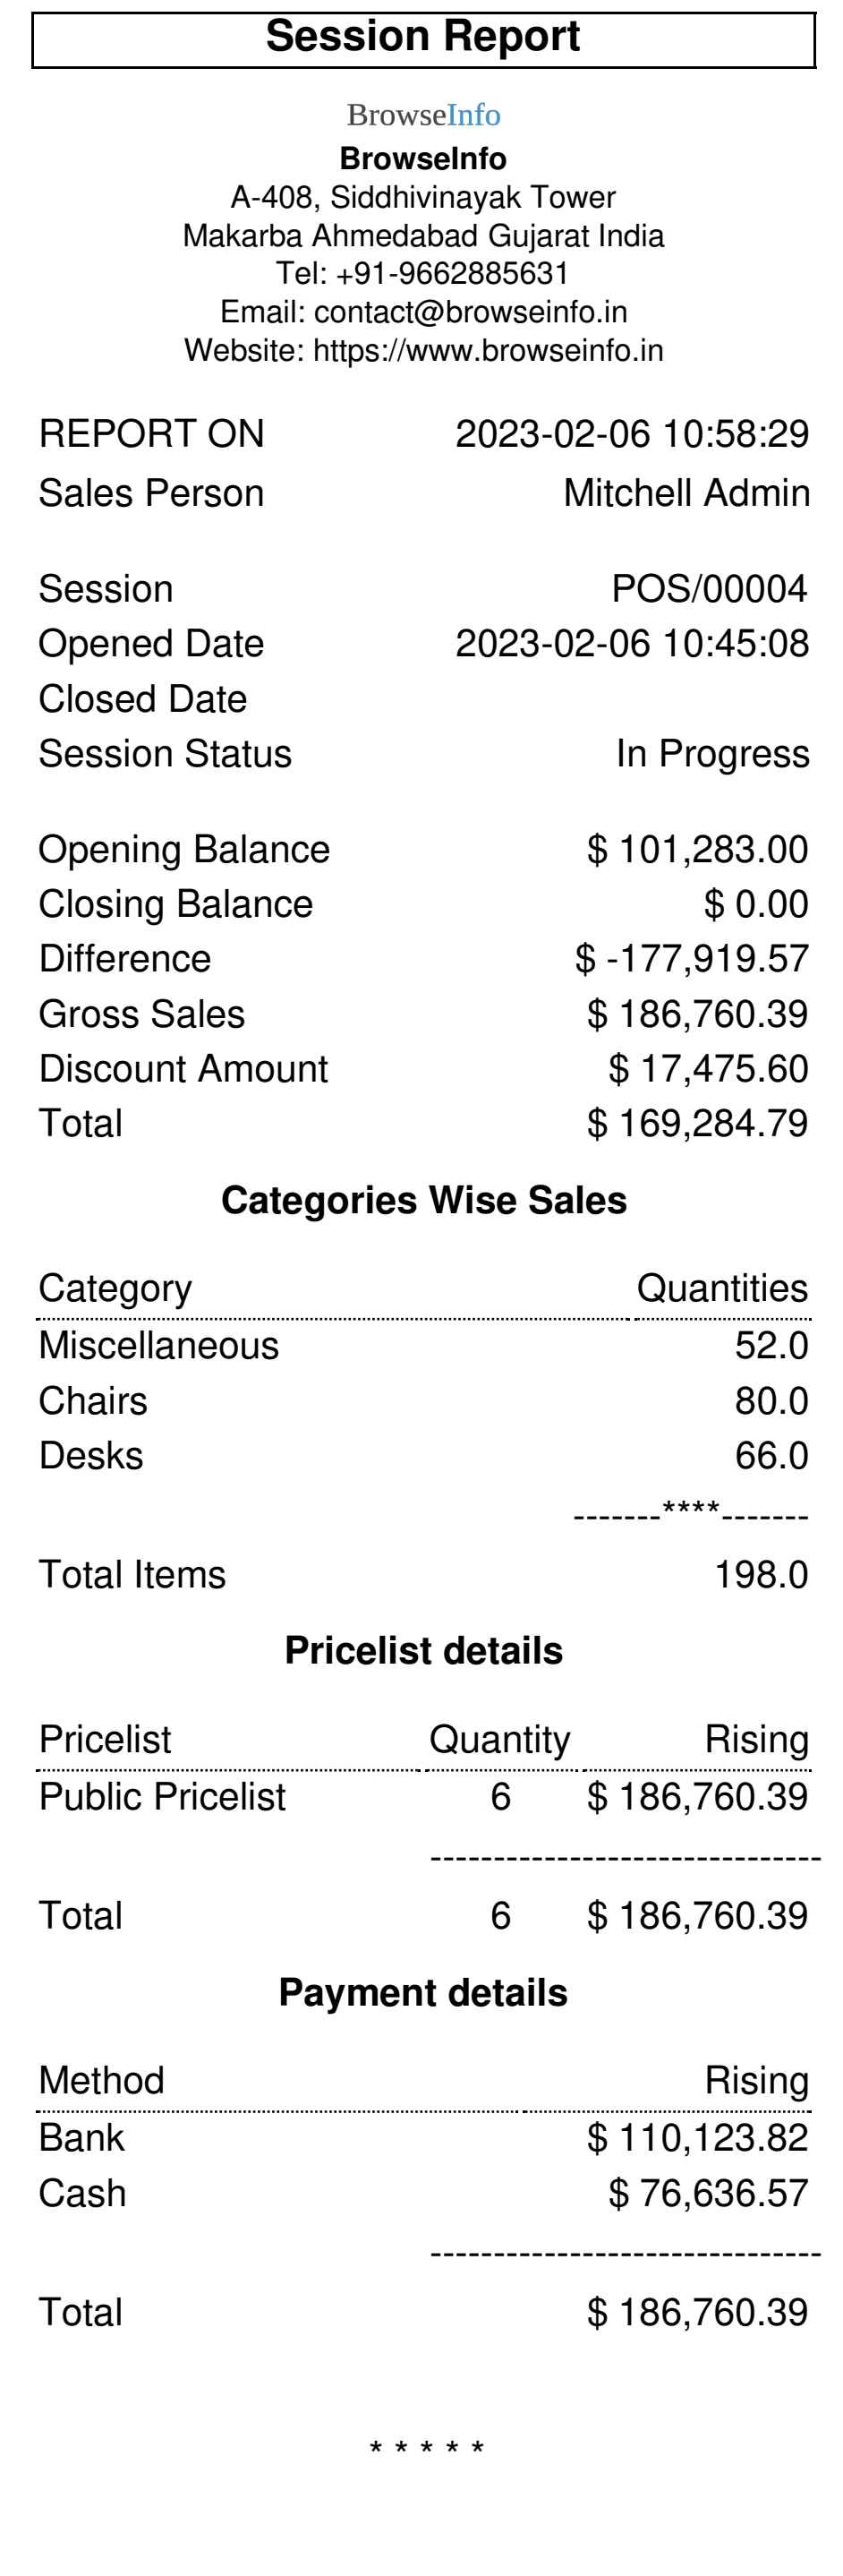 Session Report
BrowseInfo
BrowseInfo
A-408, Siddhivinayak Tower
Makarba Ahmedabad Gujarat India
Tel: +91-9662885631
Email: contact@browseinfo.in
Website: https://www.browseinfo.in
REPORT ON 2023-02-06 10:58:29
Sales Person Mitchell Admin
Session POS/00004
Opened Date 2023-02-06 10:45:08
Closed Date
Session Status In Progress
Opening Balance $ 101,283.00
Closing Balance $ 0.00
Difference $ -177,919.57
Gross Sales $ 186,760.39
Discount Amount $ 17,475.60
Total $ 169,284.79
Categories Wise Sales
Category Quantities
Miscellaneous 52.0
Chairs 80.0
Desks 66.0
-------****-------
Total Items 198.0
Pricelist details
Pricelist Quantity Rising
Public Pricelist 6 $ 186,760.39
-------------------------------
Total 6 $ 186,760.39
Payment details
Method Rising
Bank $ 110,123.82
Cash $ 76,636.57
-------------------------------
Total $ 186,760.39
* * * * *